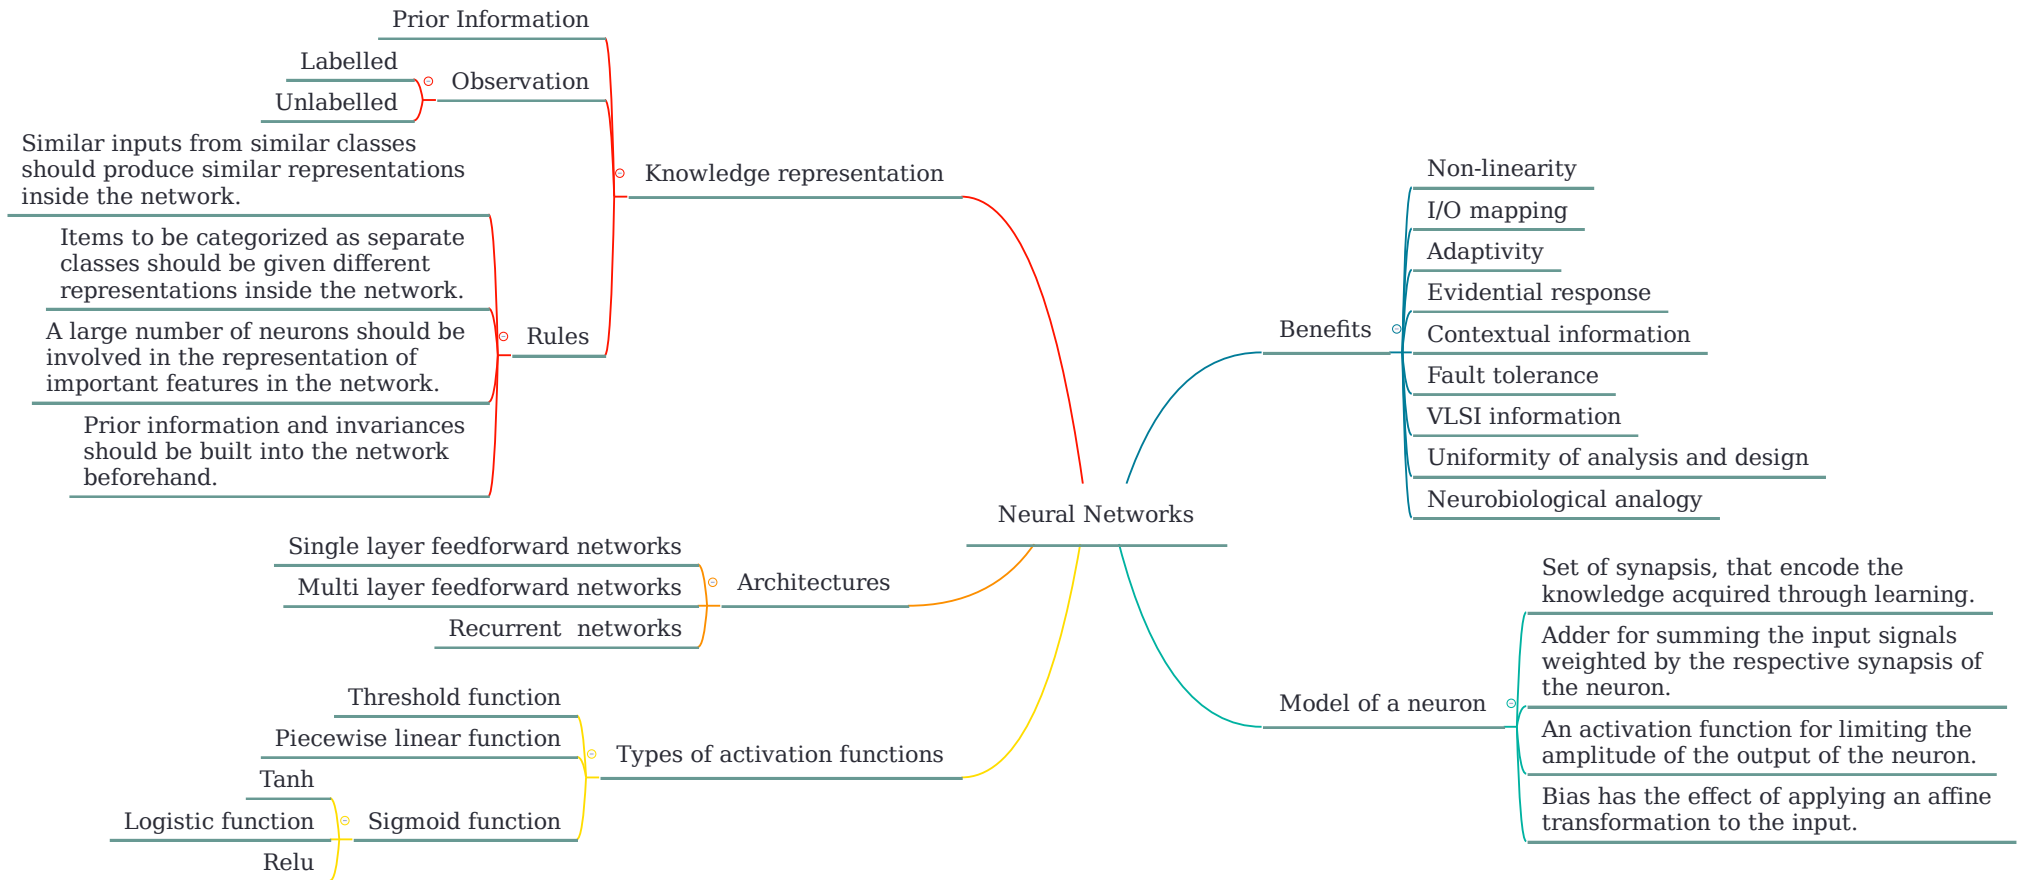 Prior Information
Labelled
Observation
Unlabelled
Similar inputs from similar classes
should produce similar representations
inside the network.
Knowledge representation
Items to be categorized as separate
classes should be given different
representations inside the network.
A large number of neurons should be
involved in the representation of
important features in the network.
Rules
Prior information and invariances
should be built into the network
beforehand.
Neural Networks
Single layer feedforward networks
Multi layer feedforward networks
Architectures
Recurrent  networks
Threshold function
Piecewise linear function
Types of activation functions
Tanh
Logistic function
Sigmoid function
Relu
Non-linearity
I/O mapping
Adaptivity
Evidential response
Benefits
Contextual information
Fault tolerance
VLSI information
Uniformity of analysis and design
Neurobiological analogy
Set of synapsis, that encode the
knowledge acquired through learning.
Adder for summing the input signals
weighted by the respective synapsis of
the neuron.
Model of a neuron
An activation function for limiting the
amplitude of the output of the neuron.
Bias has the effect of applying an affine
transformation to the input.